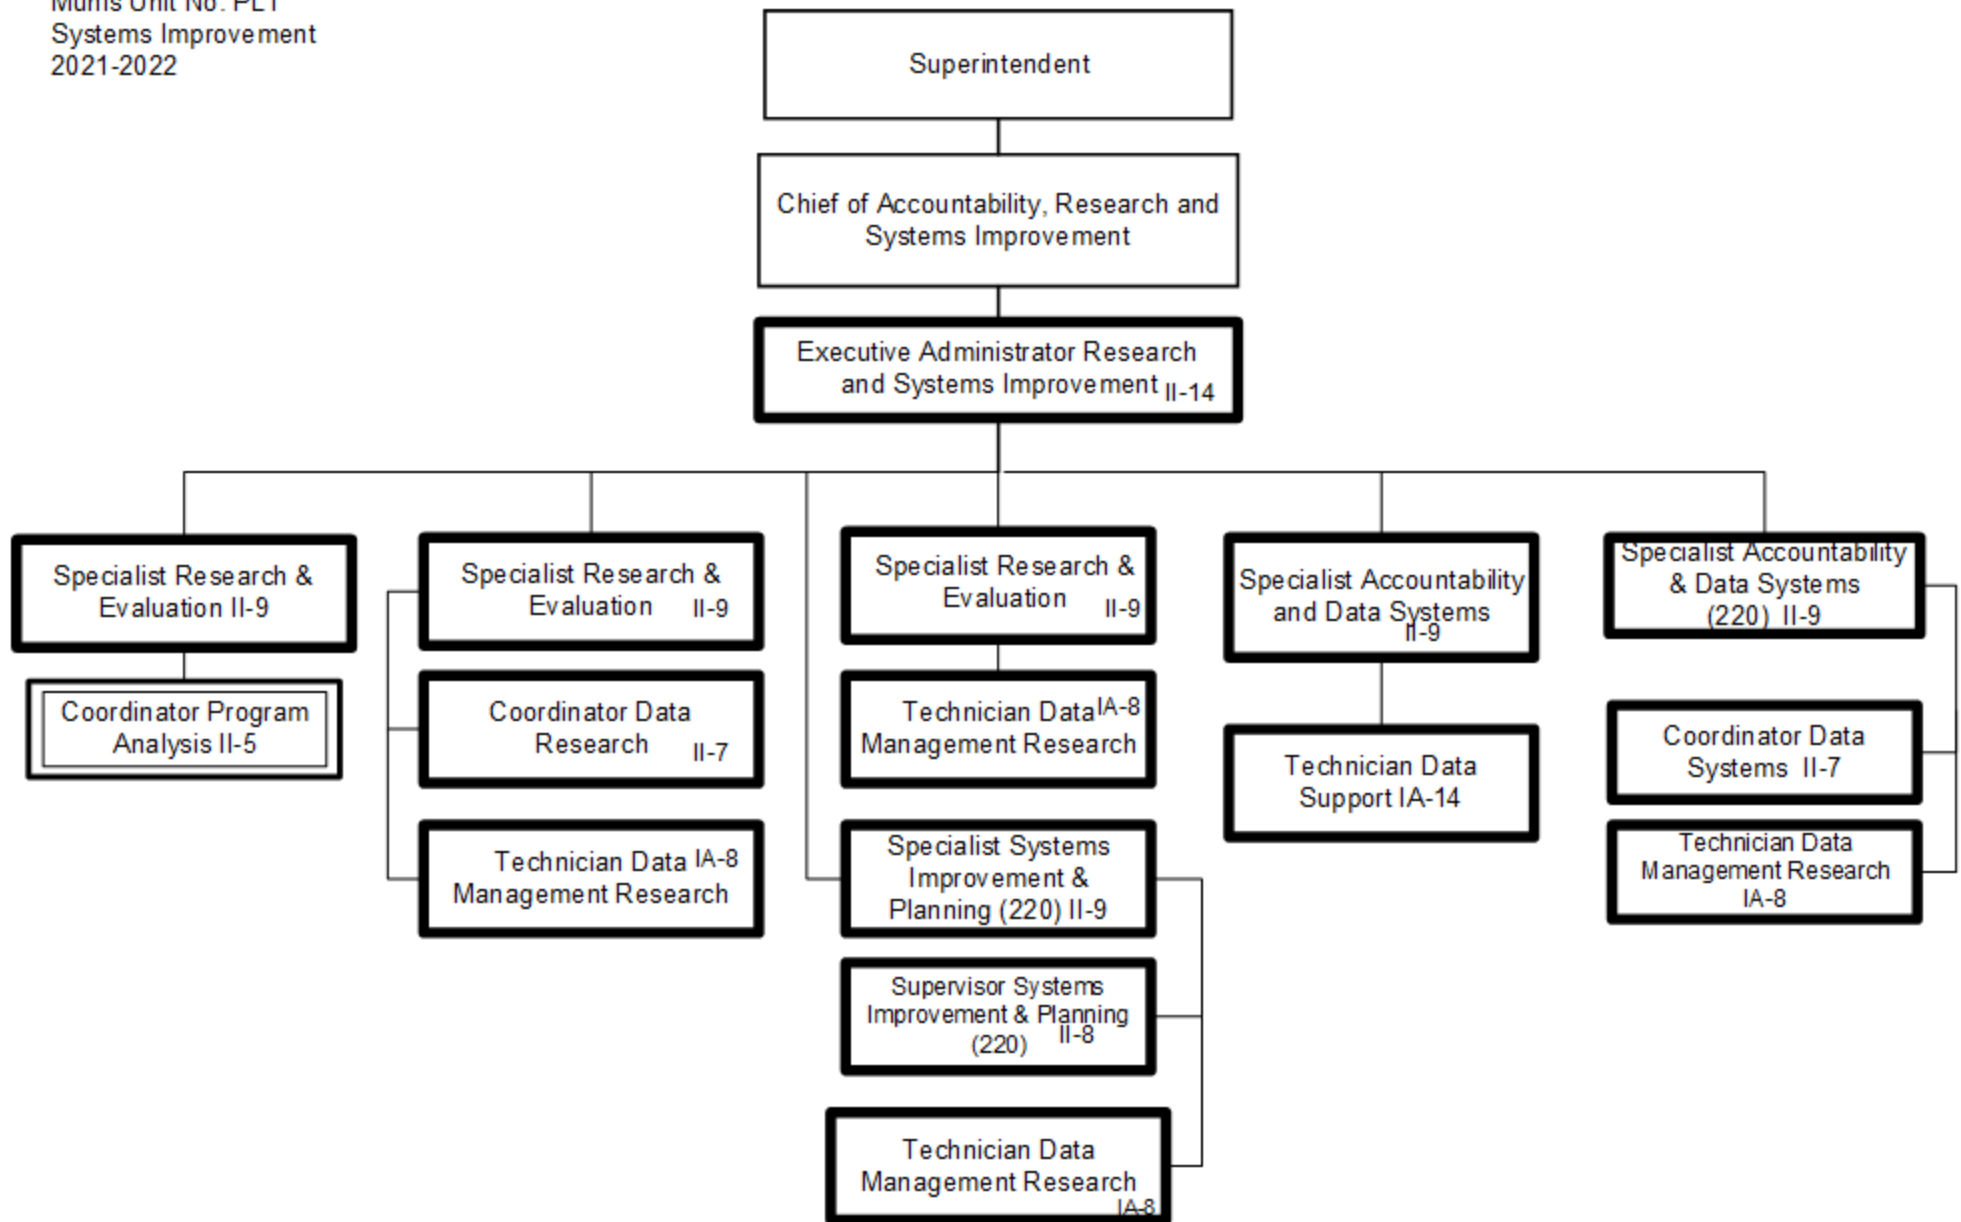 Systems Improvement
2021-2022
Superintendent
Chief of Accountability, Research and
Systems Improvement
Executive Administrator Research
and Systems Improvement II-14
Specialist Research &
Evaluation II-9
Coordinator Program
Analysis II-5
Specialist Research &
Evaluation II-9
Coordinator Data
Research II-7
Technician Data IA-8
Management Research
Specialist Research &
Evaluation II-9
Technician Data IA-8
Management Research
Specialist Systems
Improvement &
Planning (220) II-9
Supervisor Systems
Improvement & Planning
(220) II-8
Technician Data
Management Research
IA-8
Specialist Accountability
and Data Systems
II-9
Technician Data
Support IA-14
Specialist Accountability
& Data Systems
(220) II-9
Coordinator Data
Systems II-7
Technician Data
Management Research
IA-8